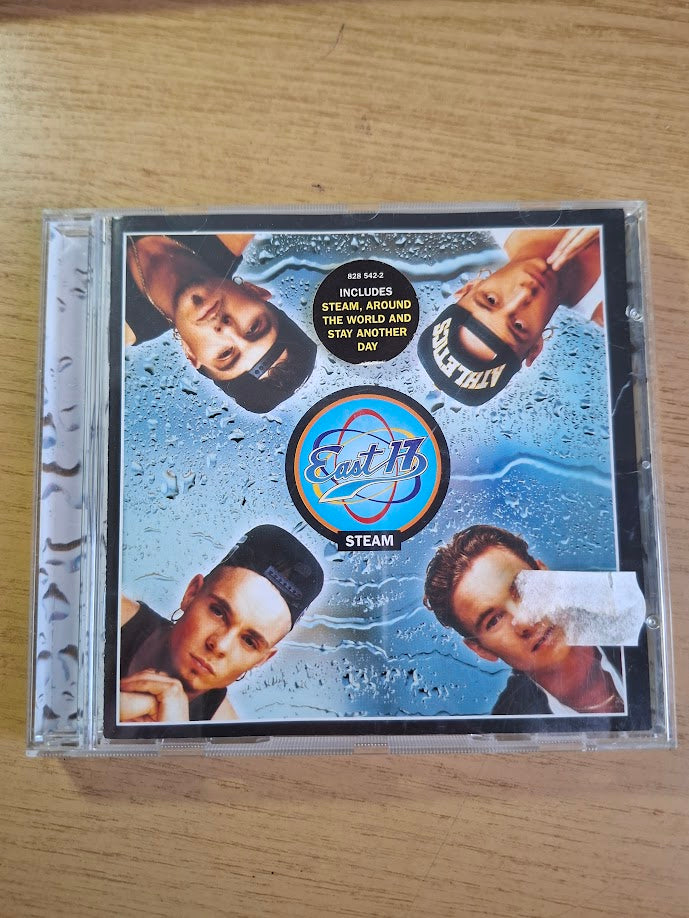 828 542-2
INCLUDES
STEAM, AROUND
THE WORLD AND
STAY ANOTHER
DAY
ATHLETICS
East 17
STEAM